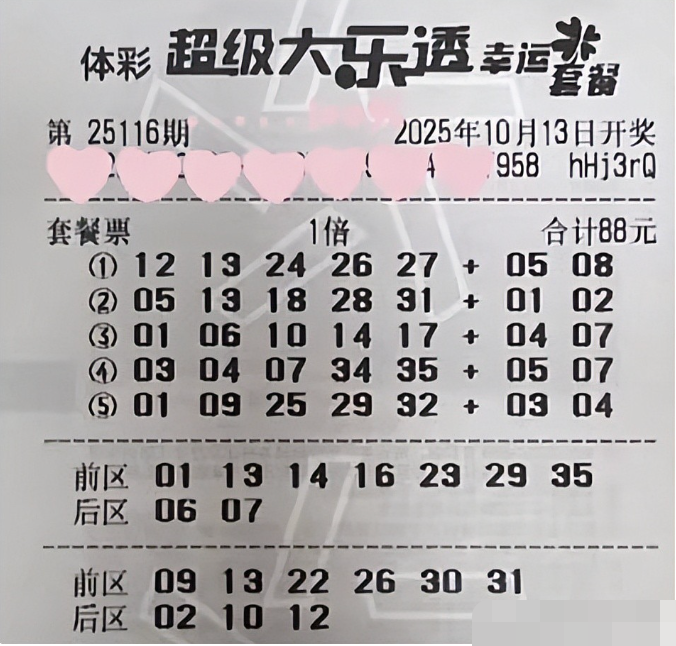 体彩 超级大乐透 幸运套餐
第 25116期 2025年10月13日开奖
958 hHj3rQ
套餐票 1倍 合计88元
① 12 13 24 26 27 + 05 08
② 05 13 18 28 31 + 01 02
③ 01 06 10 14 17 + 04 07
④ 03 04 07 34 35 + 05 07
⑤ 01 09 25 29 32 + 03 04
前区 01 13 14 16 23 29 35
后区 06 07
前区 09 13 22 26 30 31
后区 02 10 12